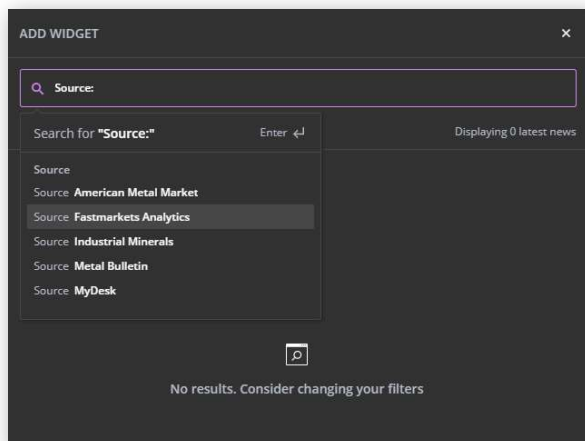 ADD WIDGET
Source:
Search for "Source:" Enter
Displaying 0 latest news
Source
Source American Metal Market
Source Fastmarkets Analytics
Source Industrial Minerals
Source Metal Bulletin
Source MyDesk
No results. Consider changing your filters